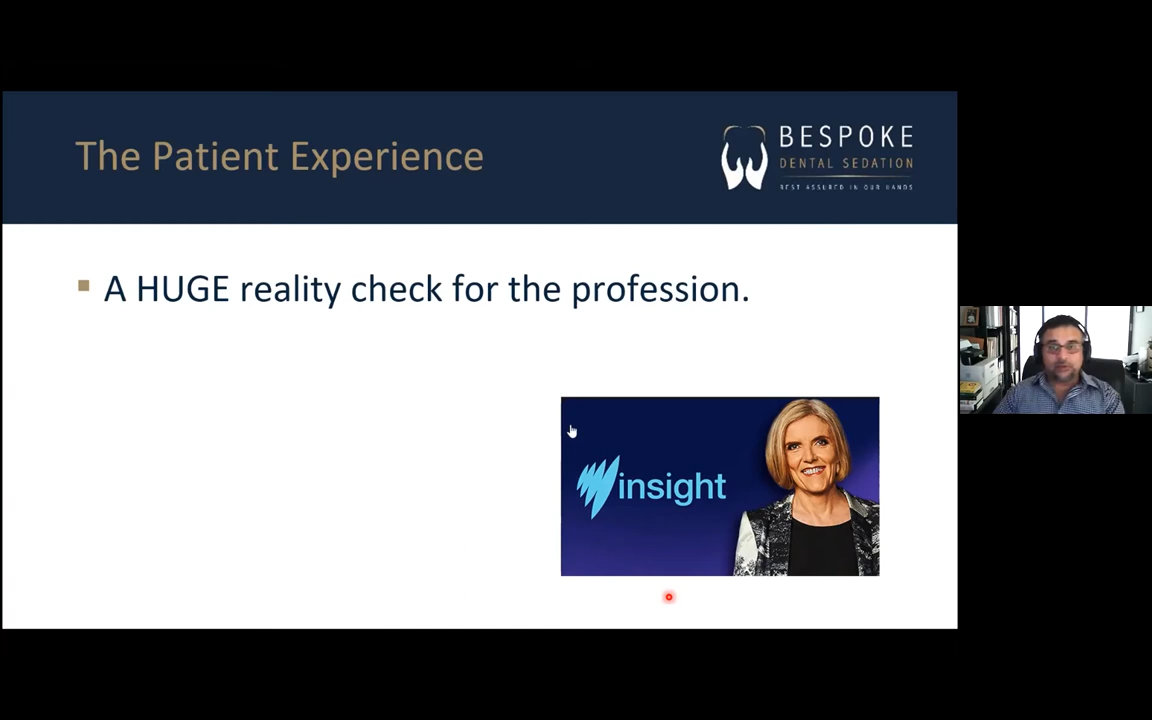 The Patient Experience
BESPOKE
DENTAL SEDATION
REST ASSURED IN OUR HANDS
A HUGE reality check for the profession.
insight